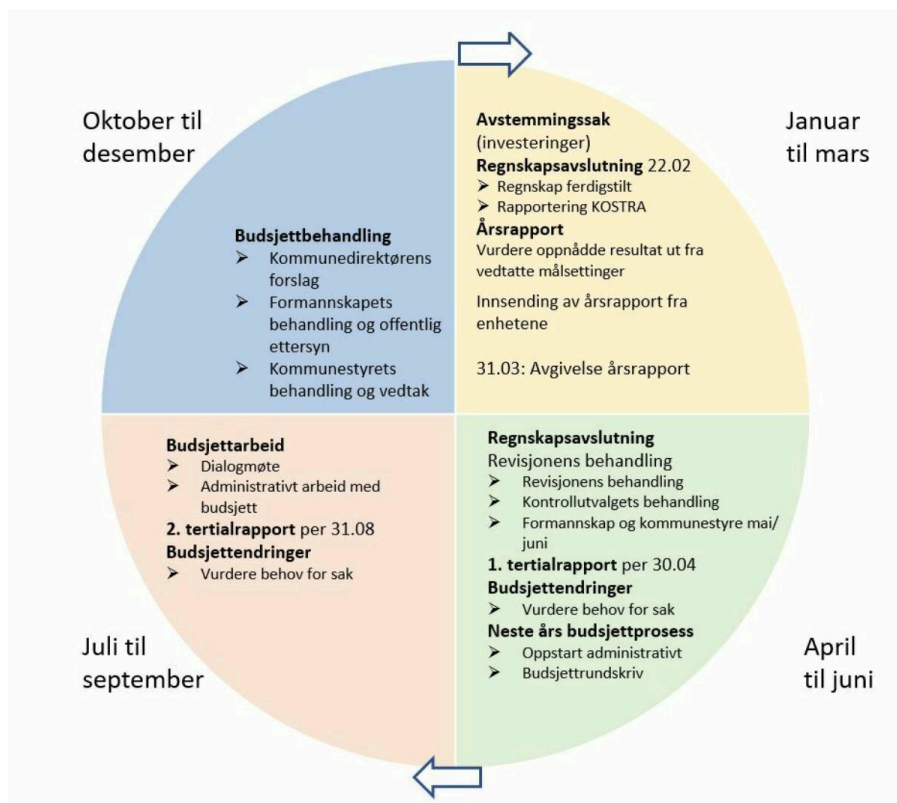 Oktober til
desember
Budsjettbehandling
➤ Kommunedirektørens
forslag
➤ Formannskapets
behandling og offentlig
ettersyn
➤ Kommunestyrets
behandling og vedtak
Januar
til mars
Avstemmingssak
(investeringer)
Regnskapsavslutning 22.02
➤ Regnskap ferdigstilt
➤ Rapportering KOSTRA
Årsrapport
Vurdere oppnådde resultat ut fra
vedtatte målsettinger
Innsending av årsrapport fra
enhetene
31.03: Avgivelse årsrapport
Regnskapsavslutning
Revisjonens behandling
➤ Revisjonens behandling
➤ Kontrollutvalgets behandling
➤ Formannskap og kommunestyre mai/
juni
1. tertialrapport per 30.04
Budsjettendringer
➤ Vurdere behov for sak
Neste års budsjettprosess
➤ Oppstart administrativt
➤ Budsjettrundskriv
April
til juni
Budsjettarbeid
➤ Dialogmøte
➤ Administrativt arbeid med
budsjett
2. tertialrapport per 31.08
Budsjettendringer
➤ Vurdere behov for sak
Juli til
september